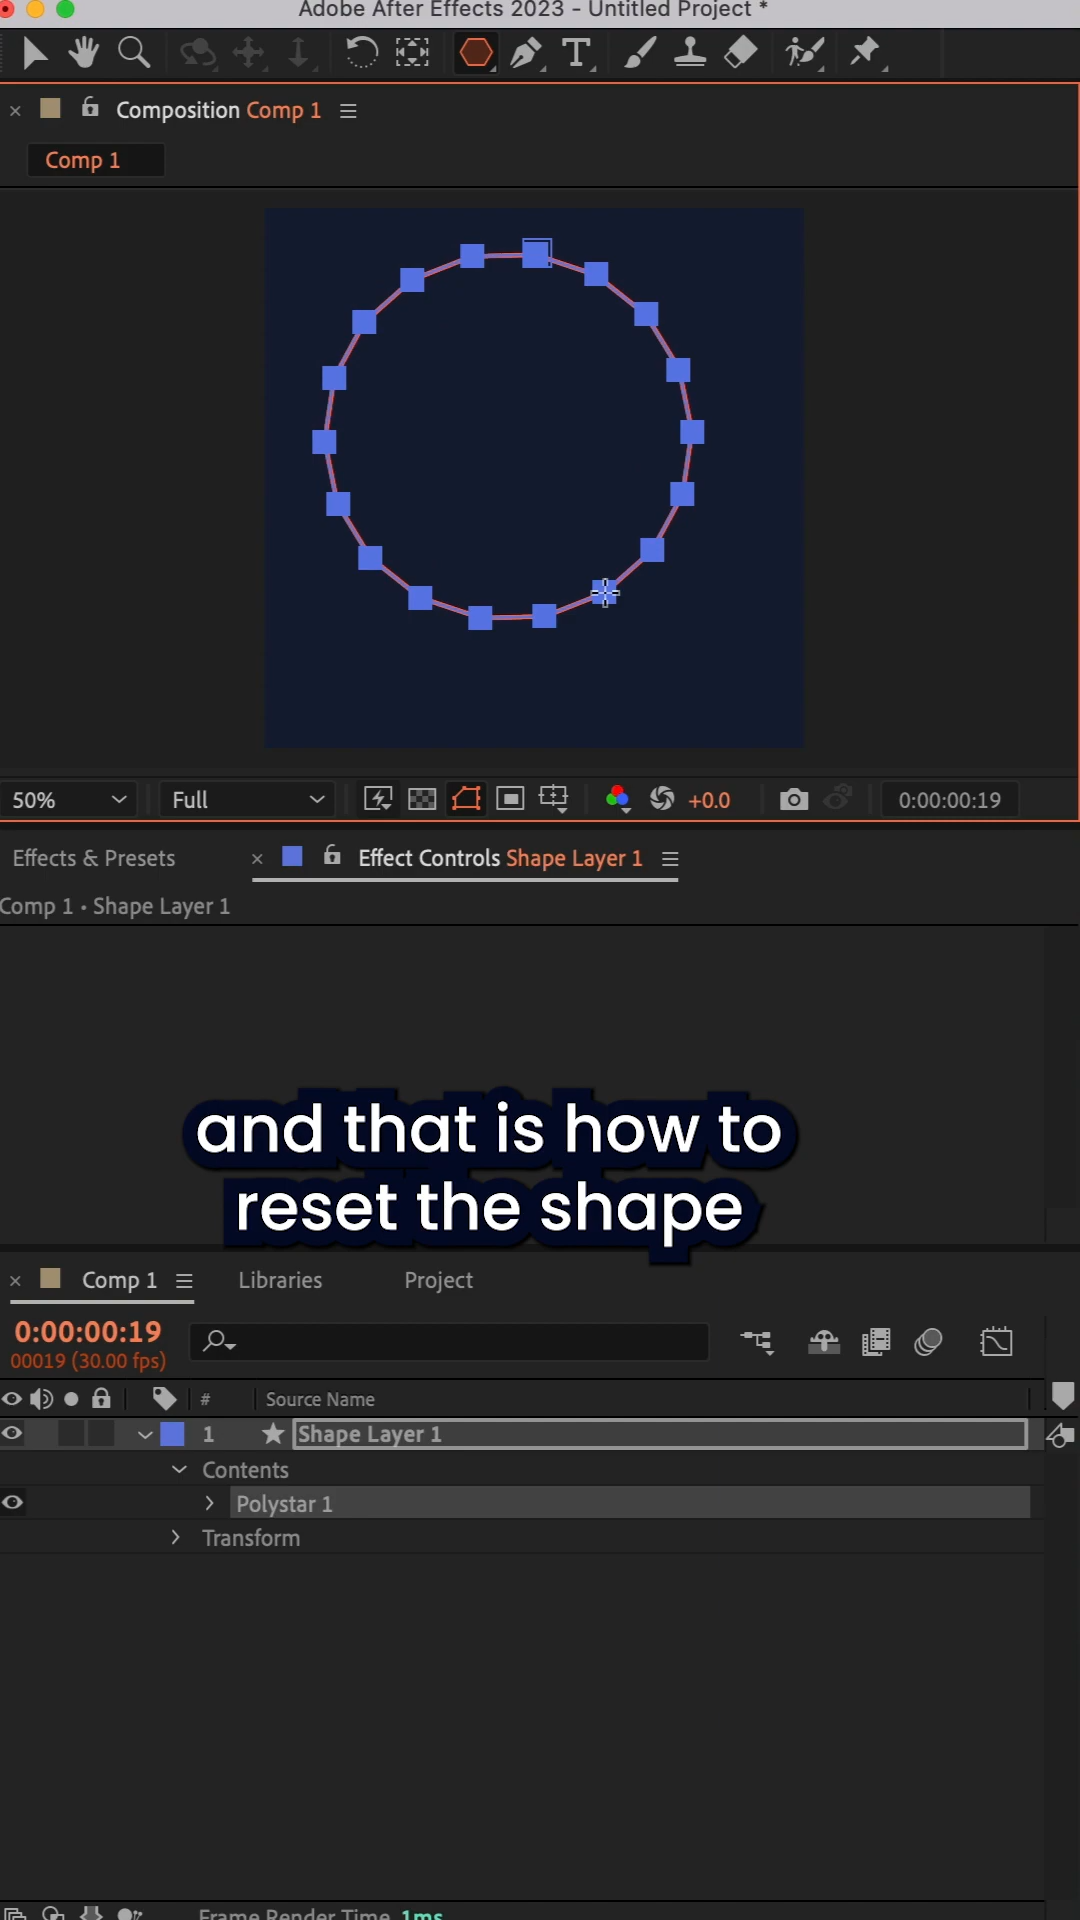 Adobe After Effects 2023 - Untitled Project *
Composition Comp 1
Comp 1
50%
Full
+0.0
0:00:00:19
Effects & Presets
Effect Controls Shape Layer 1
Comp 1 • Shape Layer 1
and that is how to
reset the shape
Comp 1
Libraries
Project
0:00:00:19
00019 (30.00 fps)
#
Source Name
1
Shape Layer 1
Contents
Polystar 1
Transform
Frame Render Time 1ms